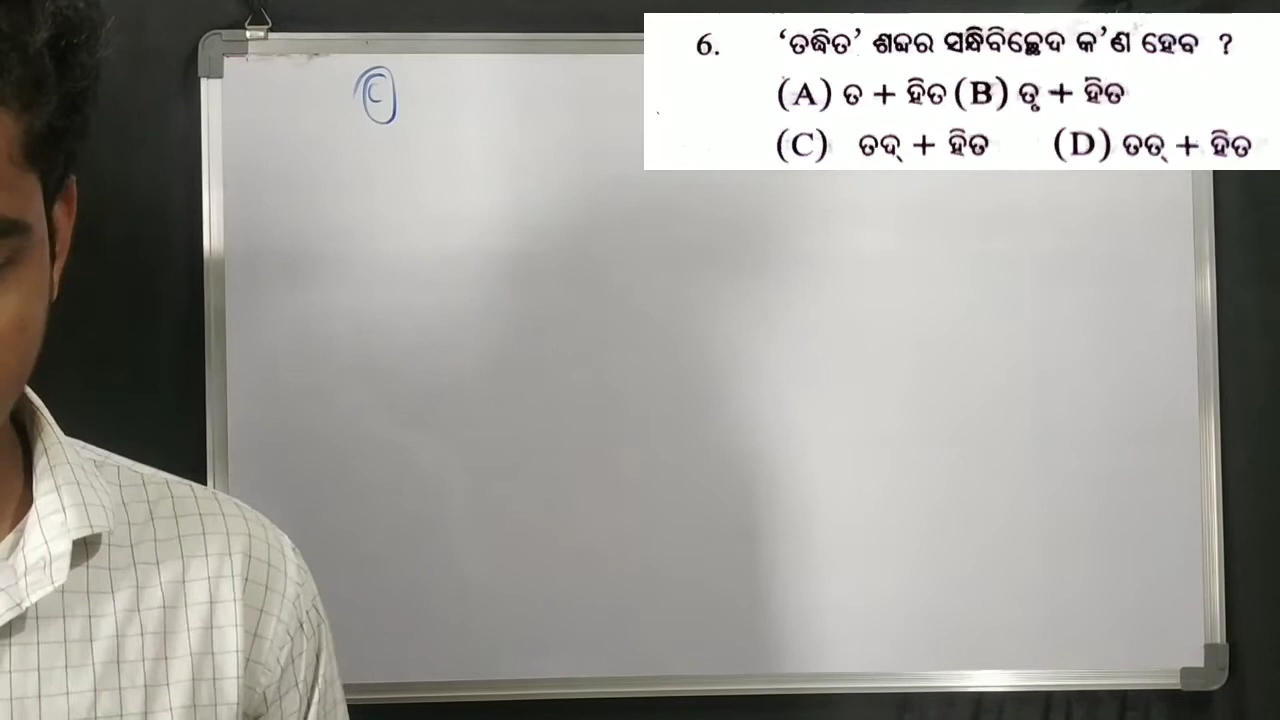 6. ‘ତଦ୍ଧିତ’ ଶବ୍ଦର ସନ୍ଧିବିଚ୍ଛେଦ କ’ଣ ହେବ ?
(A) ତ + ହିତ (B) ତୃ + ହିତ
(C) ତଦ୍ + ହିତ (D) ତତ୍ + ହିତ
C